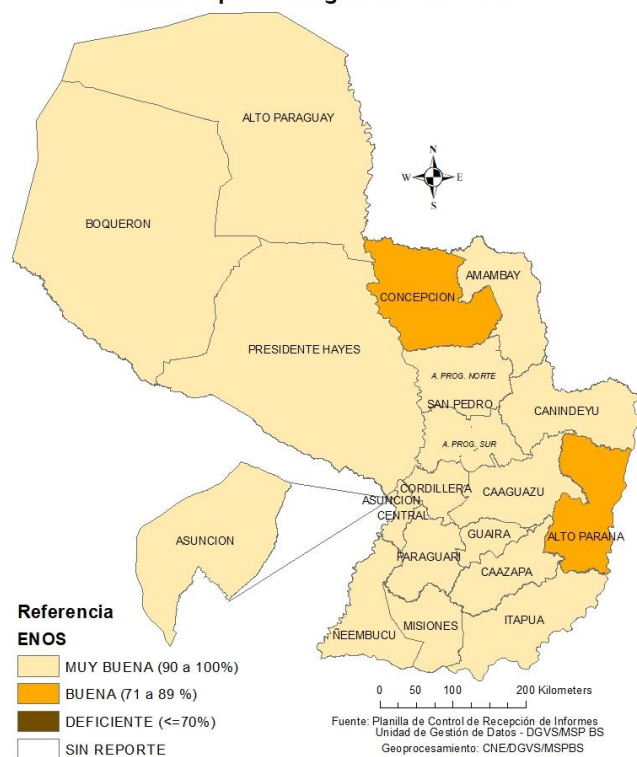 ALTO PARAGUAY
N
W E
S
BOQUERON
AMAMBAY
CONCEPCION
PRESIDENTE HAYES
A. PROG. NORTE
SAN PEDRO
CANINDEYU
A. PROG. SUR
CORDILLERA
CAAGUAZU
ASUNCION
CENTRAL
ASUNCION
GUAIRA
ALTO PARANA
PARAGUARI
CAAZAPA
ITAPUA
MISIONES
ÑEEMBUCU
Referencia
ENOS
MUY BUENA (90 a 100%)
BUENA (71 a 89 %)
DEFICIENTE (<=70%)
SIN REPORTE
0 50 100 200 Kilometers
Fuente: Planilla de Control de Recepción de Informes
Unidad de Gestión de Datos - DGVS/MSP BS
Geoprocesamiento: CNE/DGVS/MSPBS